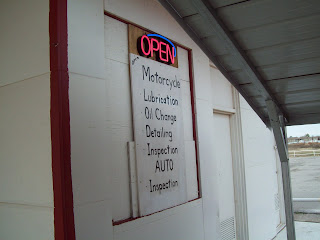 OPEN
Motorcycle
Lubrication
Oil Change
Detailing
Inspection
AUTO
Inspection